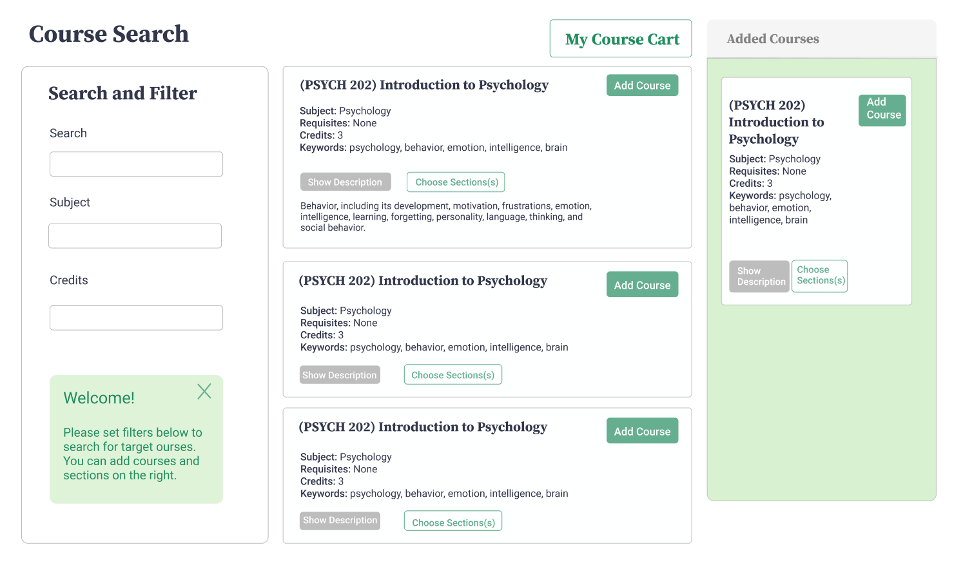 Course Search
My Course Cart
Search and Filter
Search
Subject
Credits
Welcome!
Please set filters below to
search for target ourses.
You can add courses and
sections on the right.
(PSYCH 202) Introduction to Psychology
Add Course
Subject: Psychology
Requisites: None
Credits: 3
Keywords: psychology, behavior, emotion, intelligence, brain
Show Description
Choose Sections(s)
Behavior, including its development, motivation, frustrations, emotion,
intelligence, learning, forgetting, personality, language, thinking, and
social behavior.
(PSYCH 202) Introduction to Psychology
Add Course
Subject: Psychology
Requisites: None
Credits: 3
Keywords: psychology, behavior, emotion, intelligence, brain
Show Description
Choose Sections(s)
(PSYCH 202) Introduction to Psychology
Add Course
Subject: Psychology
Requisites: None
Credits: 3
Keywords: psychology, behavior, emotion, intelligence, brain
Show Description
Choose Sections(s)
Added Courses
(PSYCH 202)
Introduction to
Psychology
Add
Course
Subject: Psychology
Requisites: None
Credits: 3
Keywords: psychology,
behavior, emotion,
intelligence, brain
Show
Description
Choose
Sections(s)